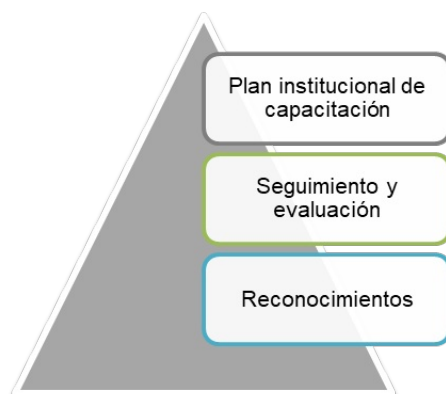 Plan institucional de
capacitación
Seguimiento y
evaluación
Reconocimientos